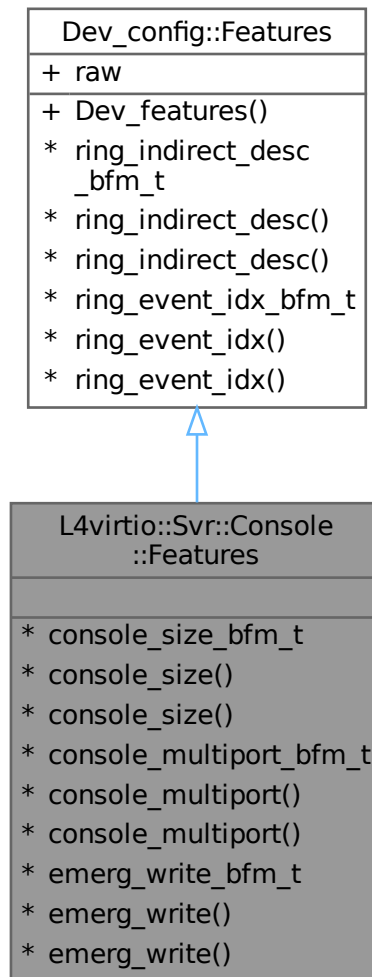 Dev_config::Features
+ raw
+ Dev_features()
* ring_indirect_desc
_bfm_t
* ring_indirect_desc()
* ring_indirect_desc()
* ring_event_idx_bfm_t
* ring_event_idx()
* ring_event_idx()
L4virtio::Svr::Console
::Features
* console_size_bfm_t
* console_size()
* console_size()
* console_multiport_bfm_t
* console_multiport()
* console_multiport()
* emerg_write_bfm_t
* emerg_write()
* emerg_write()